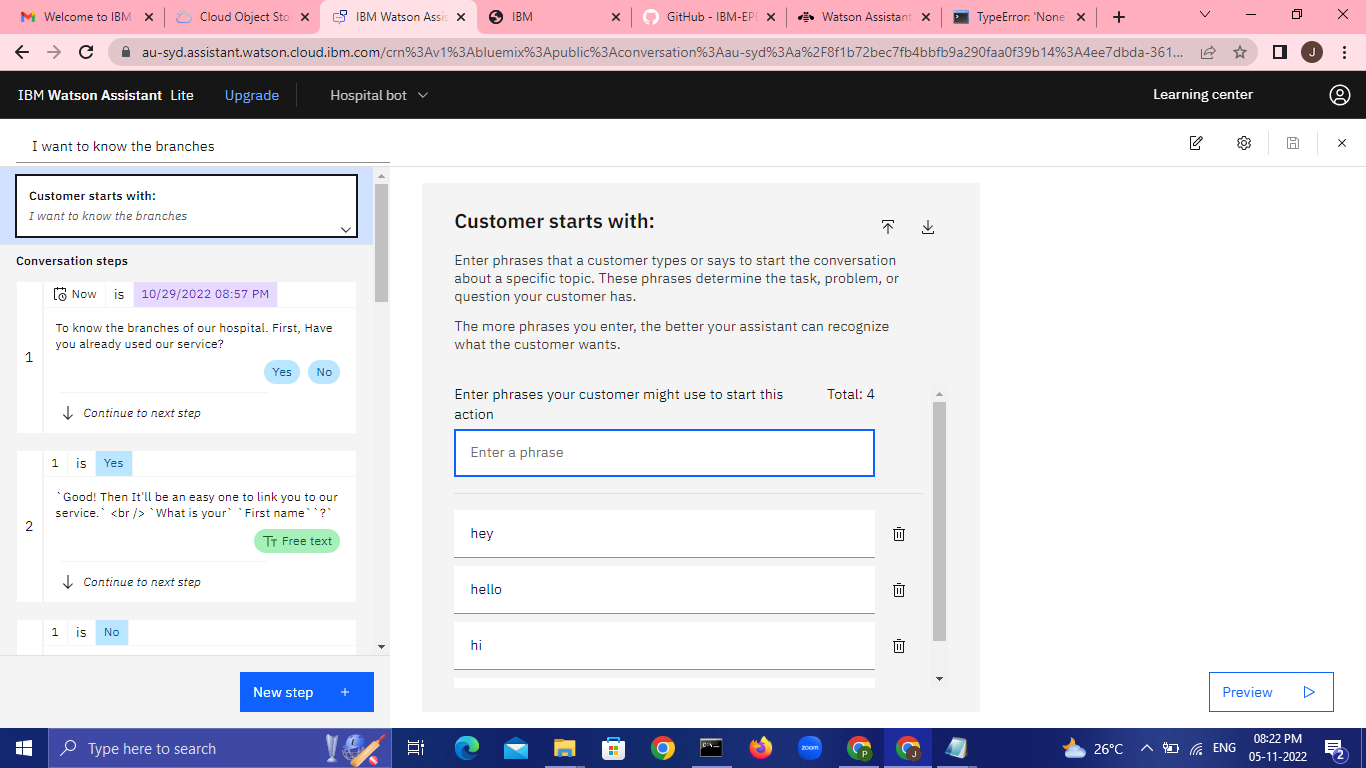 Welcome to IBM
Cloud Object Sto
IBM Watson Assis
IBM
GitHub - IBM-EP
Watson Assistant
TypeError: 'None
au-syd.assistant.watson.cloud.ibm.com/crn%3Av1%3Abluemix%3Apublic%3Aconversation%3Aau-syd%3Aa%2F8f1b72bec7fb4bbfb9a290faa0f39b14%3A4ee7dbda-361...
J
IBM Watson Assistant Lite
Upgrade
Hospital bot
Learning center
I want to know the branches
Customer starts with:
I want to know the branches
Conversation steps
Now is 10/29/2022 08:57 PM
1
To know the branches of our hospital. First, Have
you already used our service?
Yes No
Continue to next step
1 is Yes
2
`Good! Then It'll be an easy one to link you to our
service.` <br /> `What is your` `First name``?`
Free text
Continue to next step
1 is No
New step +
Customer starts with:
Enter phrases that a customer types or says to start the conversation
about a specific topic. These phrases determine the task, problem, or
question your customer has.
The more phrases you enter, the better your assistant can recognize
what the customer wants.
Enter phrases your customer might use to start this
action
Total: 4
Enter a phrase
hey
hello
hi
Preview
Type here to search
zoom
P
J
26°C
ENG
08:22 PM
05-11-2022
2